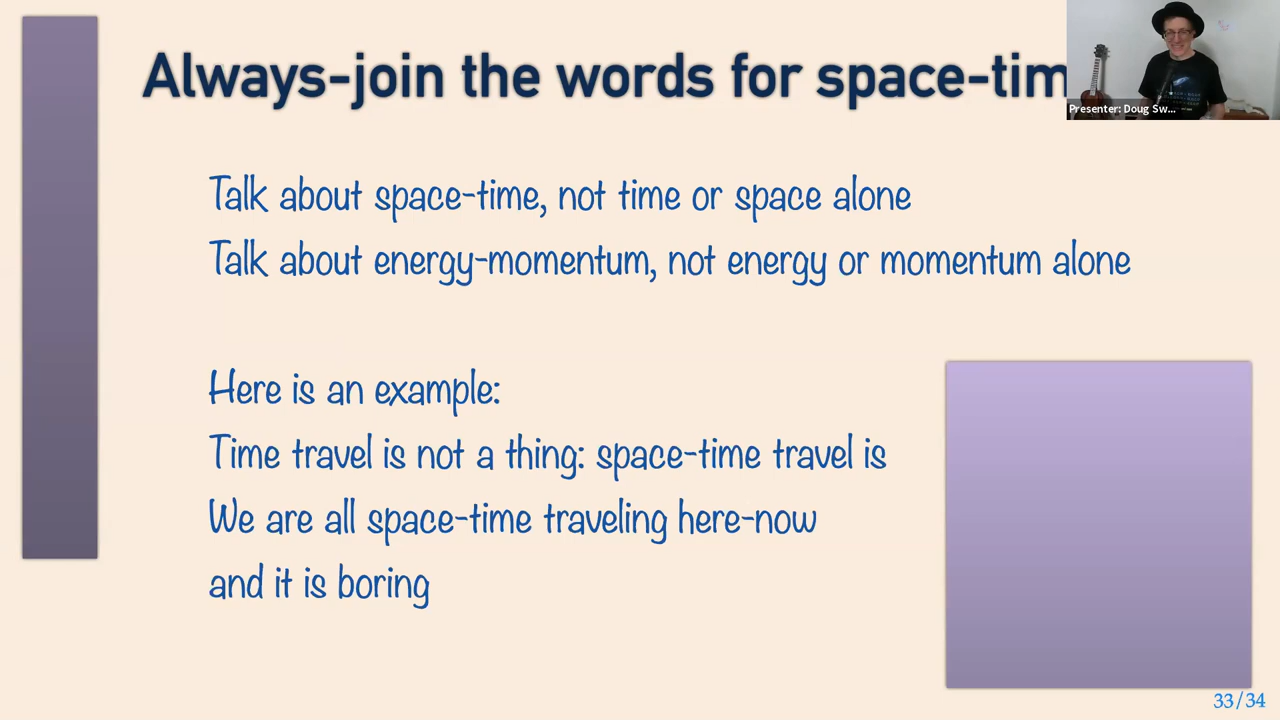 Always-join the words for space-tim
Presenter: Doug Sw...
Talk about space-time, not time or space alone
Talk about energy-momentum, not energy or momentum alone
Here is an example:
Time travel is not a thing: space-time travel is
We are all space-time traveling here-now
and it is boring
33/34